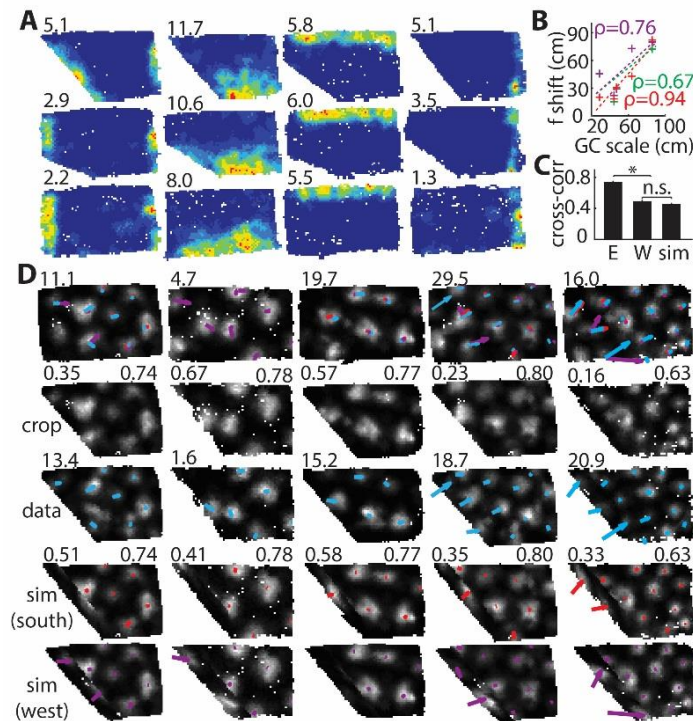 A
5.1 11.7 5.8 5.1
2.9 10.6 6.0 3.5
2.2 8.0 5.5 1.3
B
f shift (cm)
90
60
30
0
ρ=0.76
ρ=0.67
ρ=0.94
20 60 100
GC scale (cm)
C
cross-corr
0.8
0.4
0
*
n.s.
E W sim
D
11.1 4.7 19.7 29.5 16.0
0.35 0.74 0.67 0.78 0.57 0.77 0.23 0.80 0.16 0.63
crop
13.4 1.6 15.2 18.7 20.9
data
0.51 0.74 0.41 0.78 0.58 0.77 0.35 0.80 0.33 0.63
sim
(south)
sim
(west)